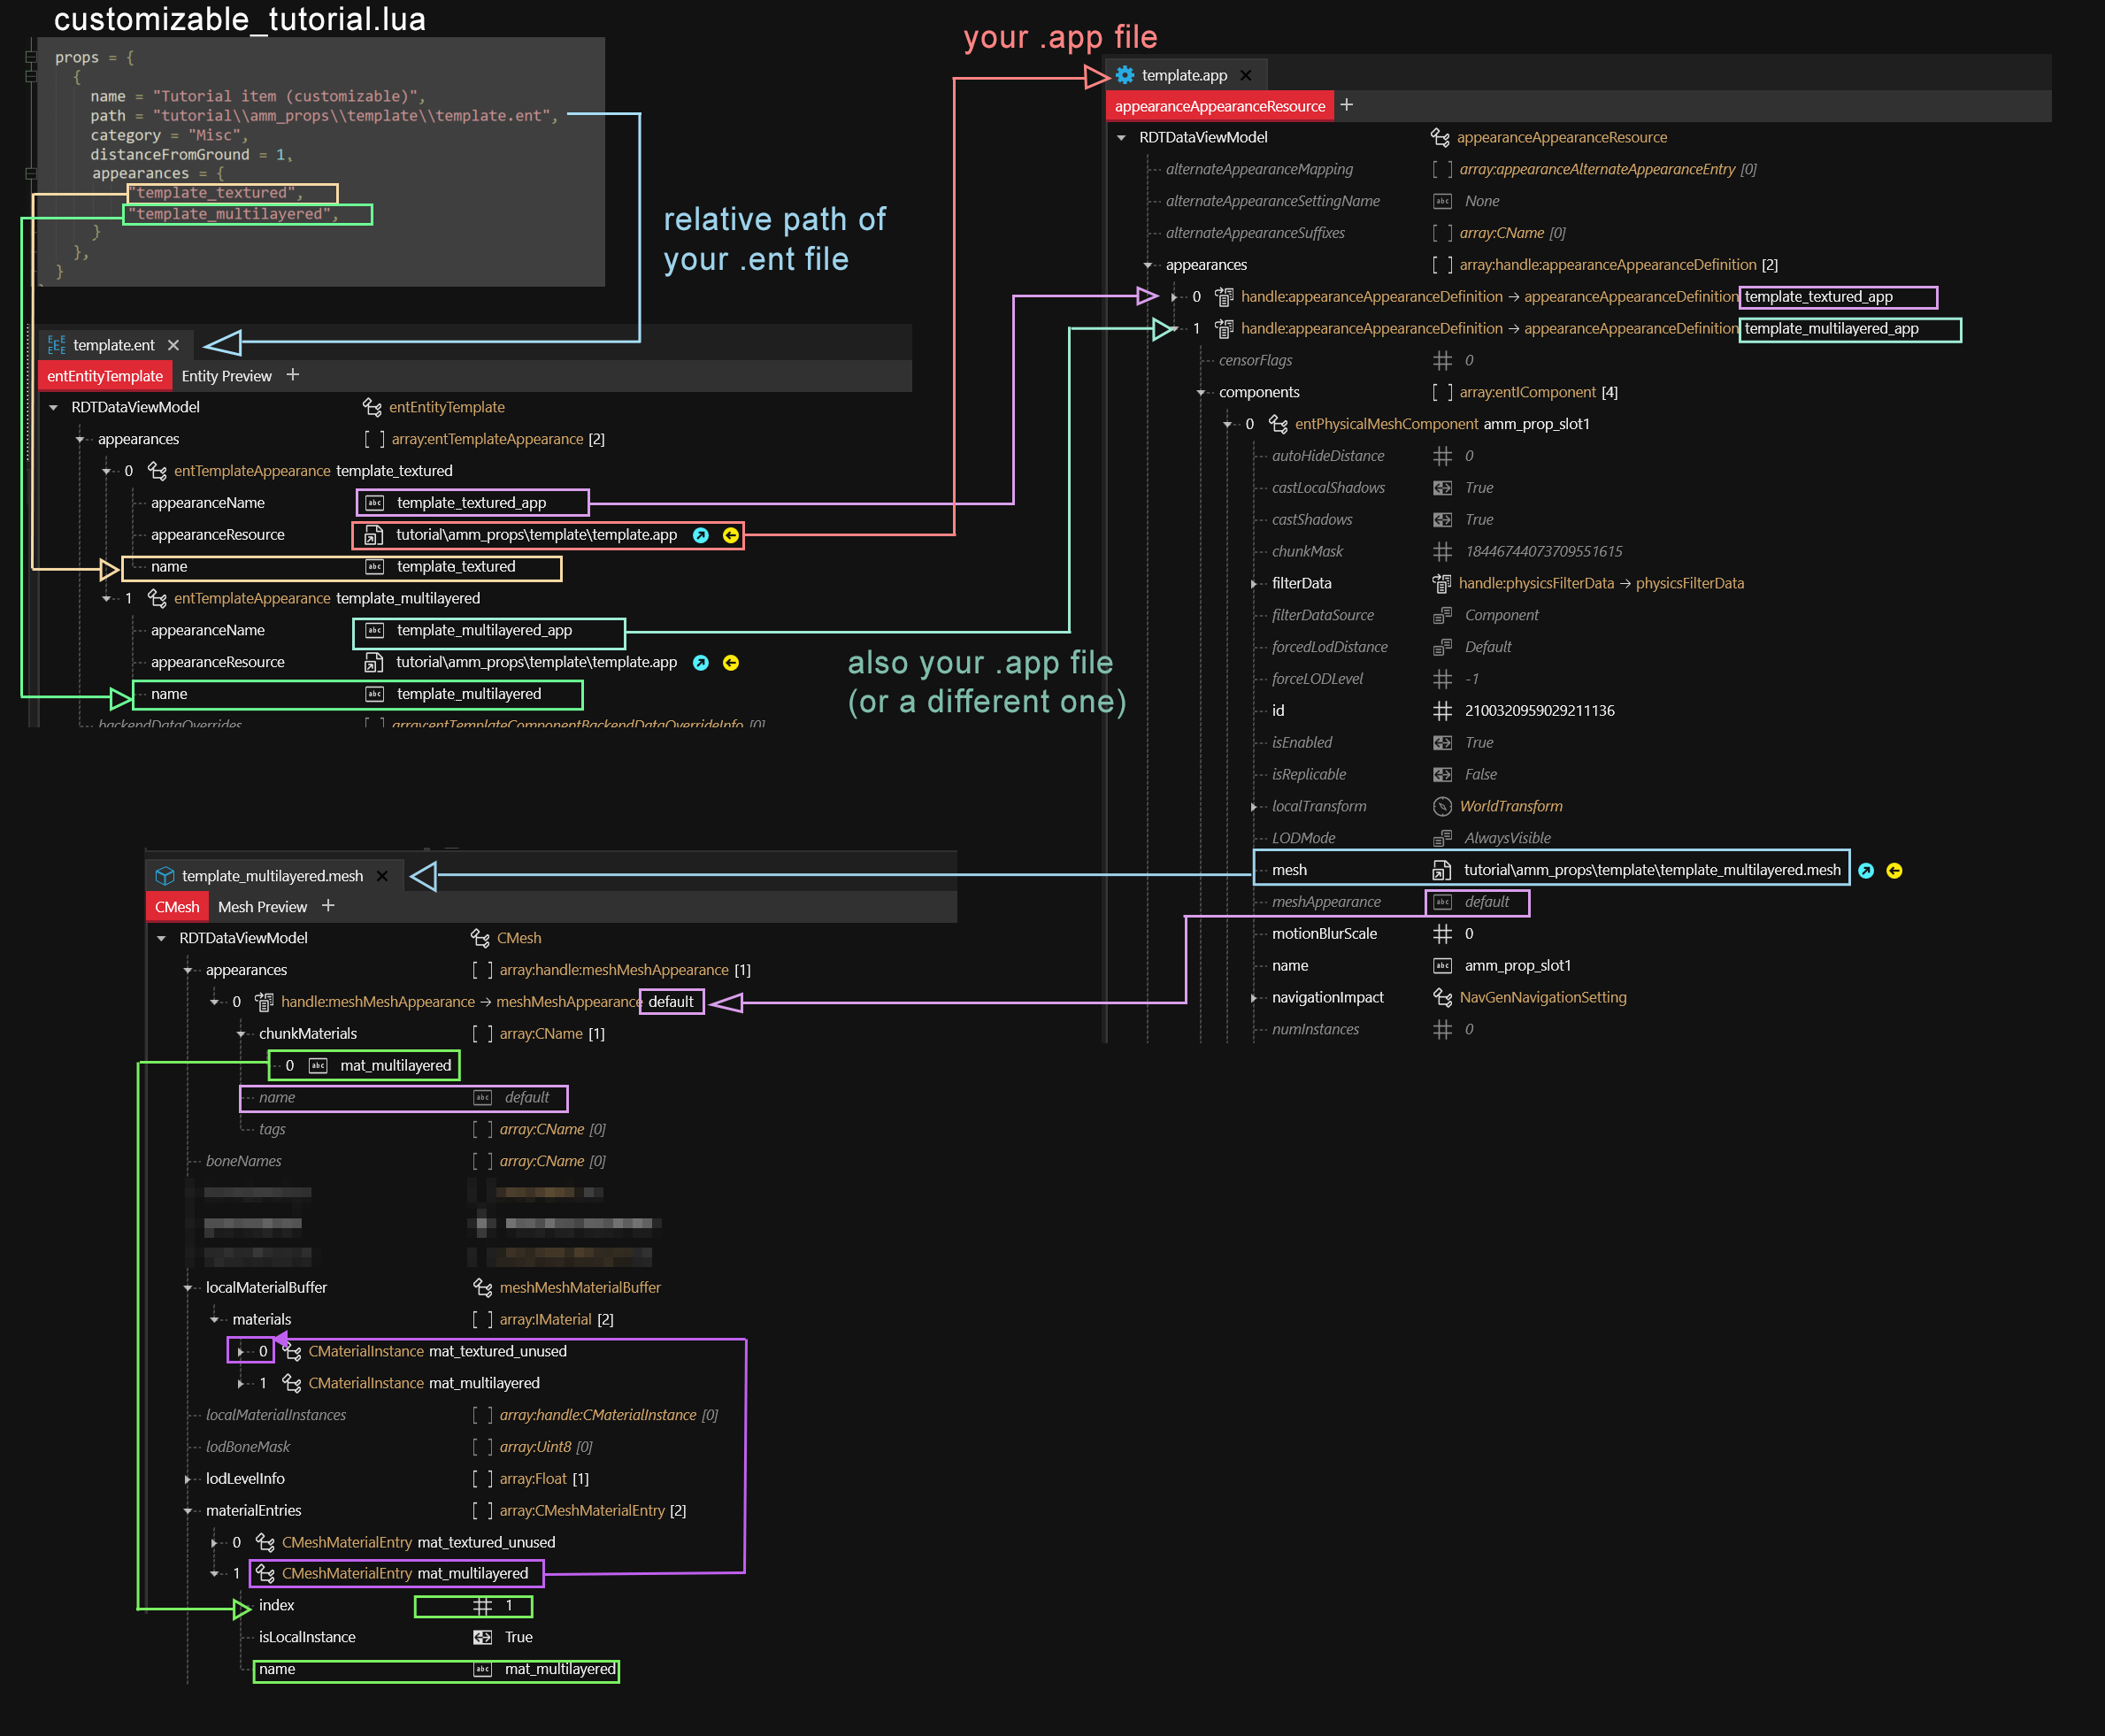 customizable_tutorial.lua
props = {
{
name = "Tutorial item (customizable)",
path = "tutorial\\amm_props\\template\\template.ent",
category = "Misc",
distanceFromGround = 1,
appearances = {
"template_textured",
"template_multilayered",
}
},
}
relative path of
your .ent file
template.ent
entEntityTemplate Entity Preview +
RDTDataViewModel entEntityTemplate
appearances [ ] array:entTemplateAppearance [2]
0 entTemplateAppearance template_textured
appearanceName abc template_textured_app
appearanceResource tutorial\amm_props\template\template.app
name abc template_textured
1 entTemplateAppearance template_multilayered
appearanceName abc template_multilayered_app
appearanceResource tutorial\amm_props\template\template.app
name abc template_multilayered
backendDataOverrides [ ] array:entTemplateComponentBackendDataOverrideInfo [0]
also your .app file
(or a different one)
your .app file
template.app
appearanceAppearanceResource +
RDTDataViewModel appearanceAppearanceResource
alternateAppearanceMapping [ ] array:appearanceAlternateAppearanceEntry [0]
alternateAppearanceSettingName abc None
alternateAppearanceSuffixes [ ] array:CName [0]
appearances [ ] array:handle:appearanceAppearanceDefinition [2]
0 handle:appearanceAppearanceDefinition → appearanceAppearanceDefinition template_textured_app
1 handle:appearanceAppearanceDefinition → appearanceAppearanceDefinition template_multilayered_app
censorFlags 0
components [ ] array:entIComponent [4]
0 entPhysicalMeshComponent amm_prop_slot1
autoHideDistance 0
castLocalShadows True
castShadows True
chunkMask 18446744073709551615
filterData handle:physicsFilterData → physicsFilterData
filterDataSource Component
forcedLodDistance Default
forceLODLevel -1
id 2100320959029211136
isEnabled True
isReplicable False
localTransform WorldTransform
LODMode AlwaysVisible
mesh tutorial\amm_props\template\template_multilayered.mesh
meshAppearance abc default
motionBlurScale 0
name abc amm_prop_slot1
navigationImpact NavGenNavigationSetting
numInstances 0
template_multilayered.mesh
CMesh Mesh Preview +
RDTDataViewModel CMesh
appearances [ ] array:handle:meshMeshAppearance [1]
0 handle:meshMeshAppearance → meshMeshAppearance default
chunkMaterials [ ] array:CName [1]
0 abc mat_multilayered
name abc default
tags [ ] array:CName [0]
boneNames [ ] array:CName [0]
localMaterialBuffer meshMeshMaterialBuffer
materials [ ] array:IMaterial [2]
0 CMaterialInstance mat_textured_unused
1 CMaterialInstance mat_multilayered
localMaterialInstances [ ] array:handle:CMaterialInstance [0]
lodBoneMask [ ] array:Uint8 [0]
lodLevelInfo [ ] array:Float [1]
materialEntries [ ] array:CMeshMaterialEntry [2]
0 CMeshMaterialEntry mat_textured_unused
1 CMeshMaterialEntry mat_multilayered
index 1
isLocalInstance True
name abc mat_multilayered